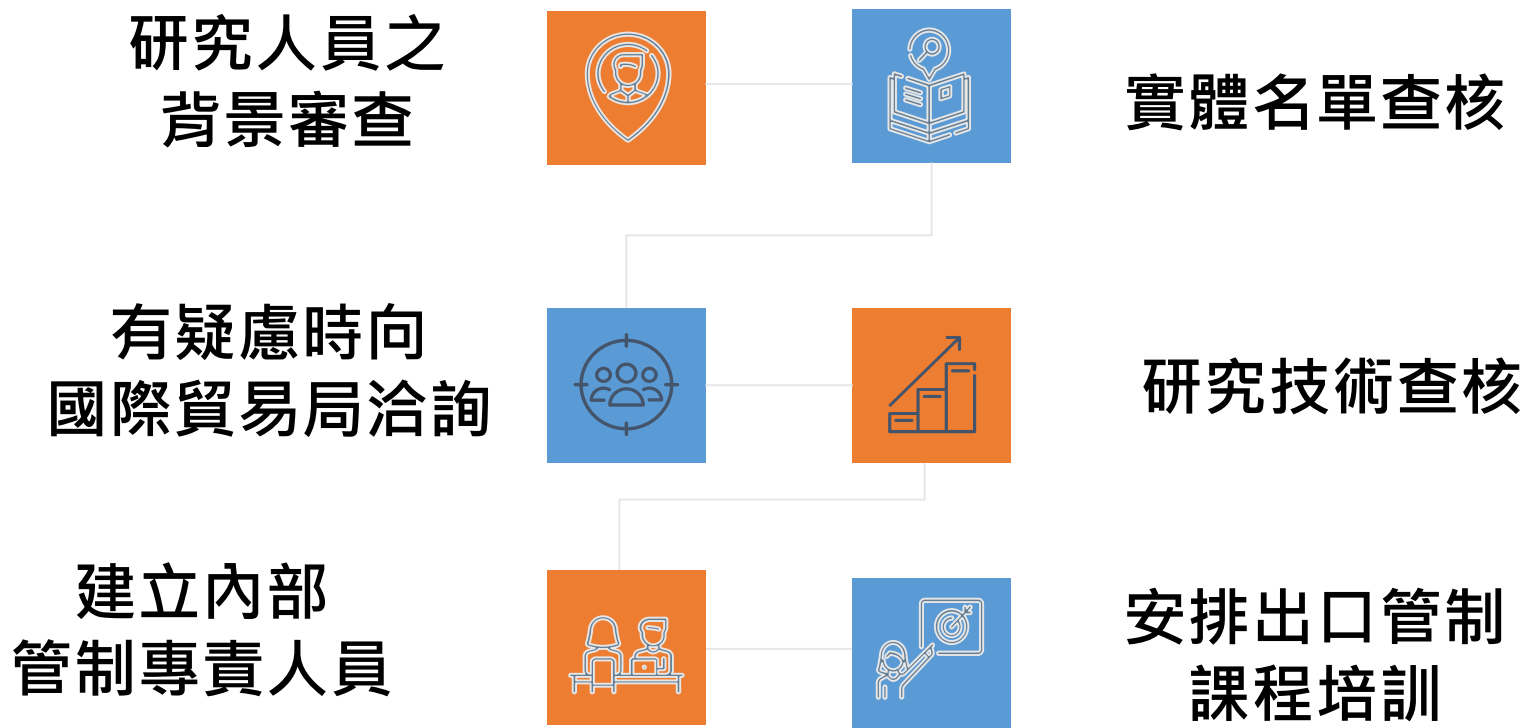 研究人員之
背景審查
實體名單查核
有疑慮時向
國際貿易局洽詢
研究技術查核
建立內部
管制專責人員
安排出口管制
課程培訓